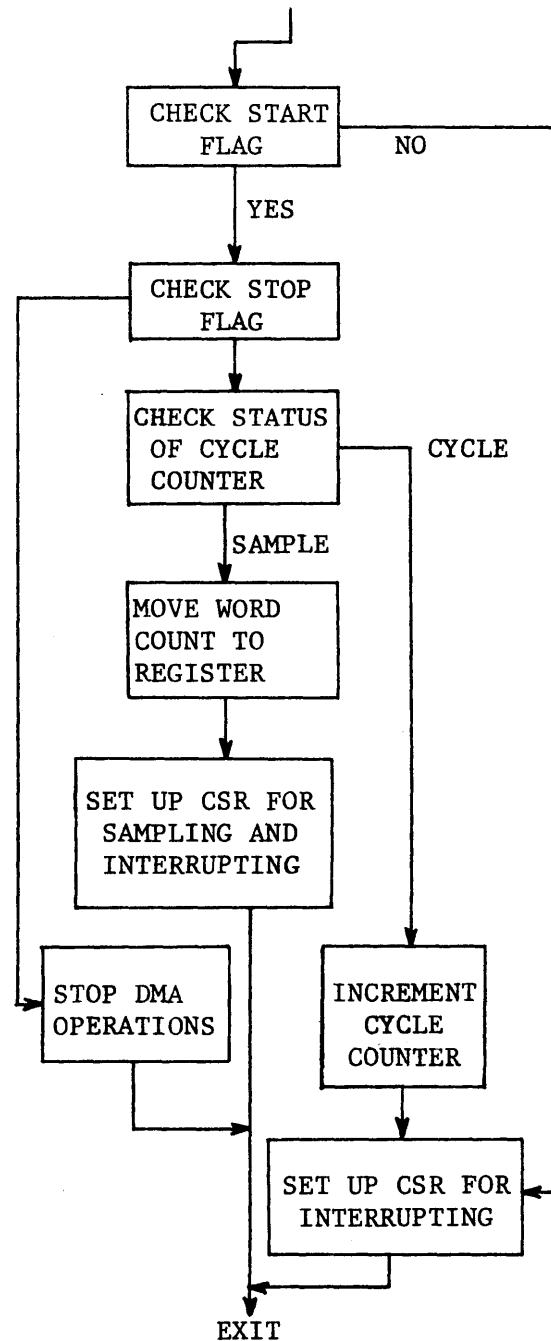 CHECK START
FLAG
NO
YES
CHECK STOP
FLAG
CHECK STATUS
OF CYCLE
COUNTER
CYCLE
SAMPLE
MOVE WORD
COUNT TO
REGISTER
SET UP CSR FOR
SAMPLING AND
INTERRUPTING
STOP DMA
OPERATIONS
INCREMENT
CYCLE
COUNTER
SET UP CSR FOR
INTERRUPTING
EXIT